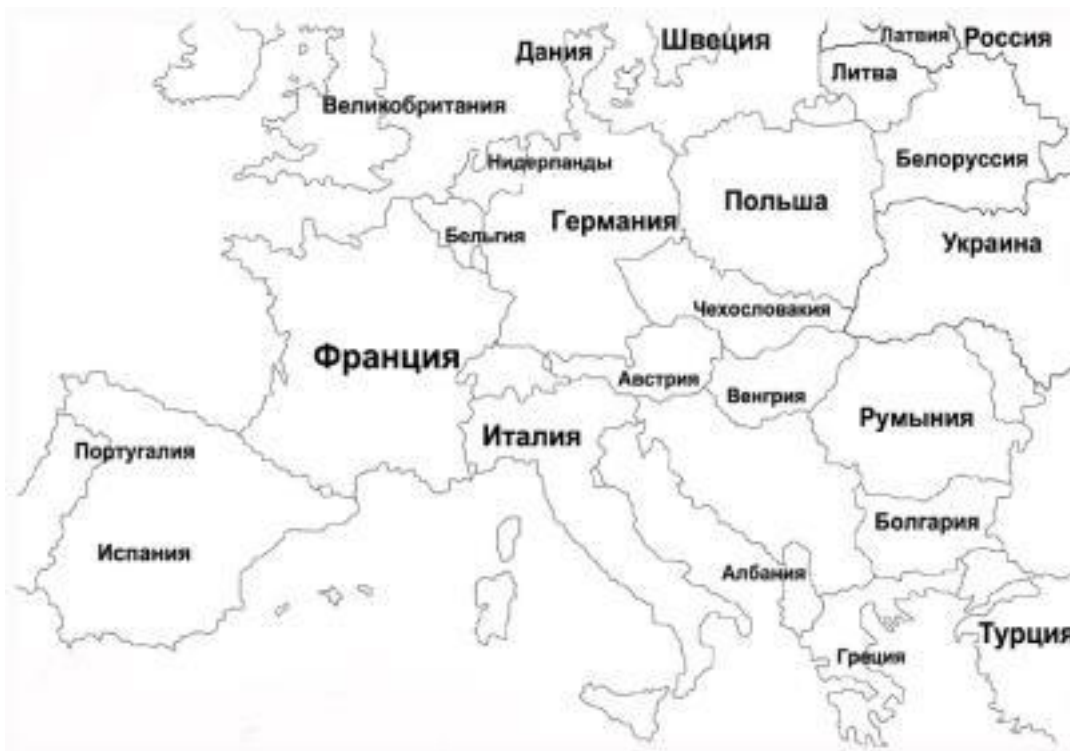 Дания
Швеция
Латвия
Россия
Литва
Великобритания
Нидерланды
Белоруссия
Польша
Германия
Бельгия
Украина
Чехословакия
Франция
Австрия
Венгрия
Румыния
Италия
Португалия
Болгария
Испания
Албания
Турция
Греция